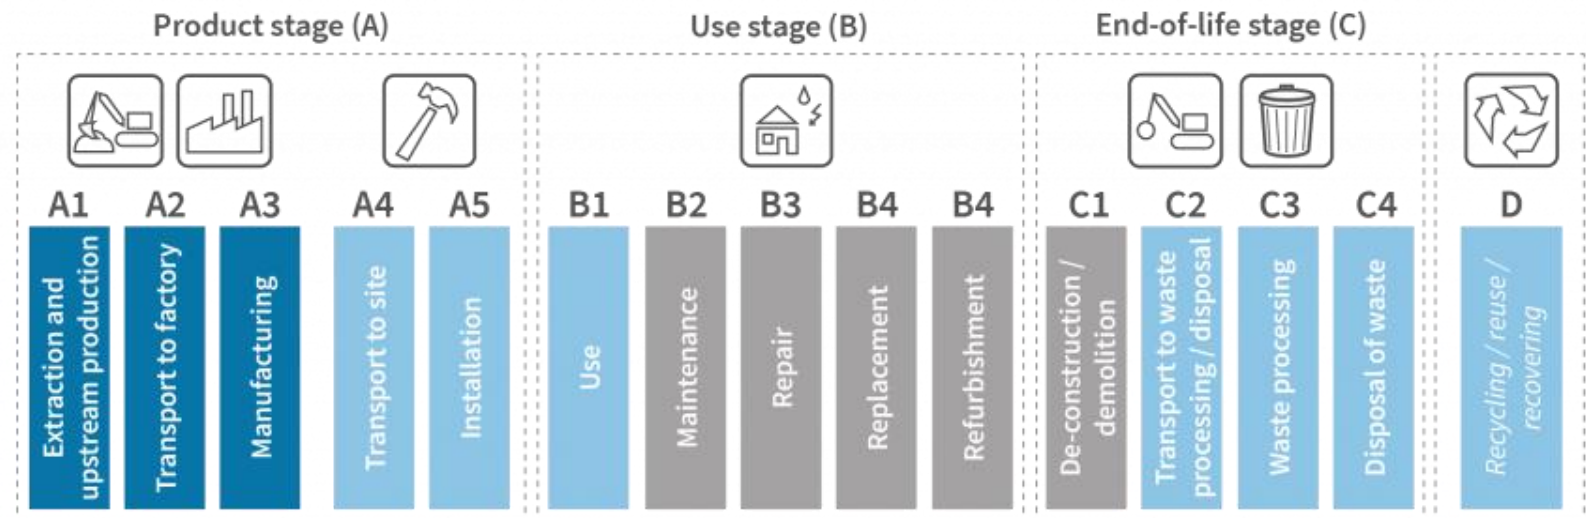 Product stage (A)
Use stage (B)
End-of-life stage (C)
A1
A2
A3
A4
A5
B1
B2
B3
B4
B4
C1
C2
C3
C4
D
Extraction and
upstream production
Transport to factory
Manufacturing
Transport to site
Installation
Use
Maintenance
Repair
Replacement
Refurbishment
De-construction /
demolition
Transport to waste
processing / disposal
Waste processing
Disposal of waste
Recycling / reuse /
recovering